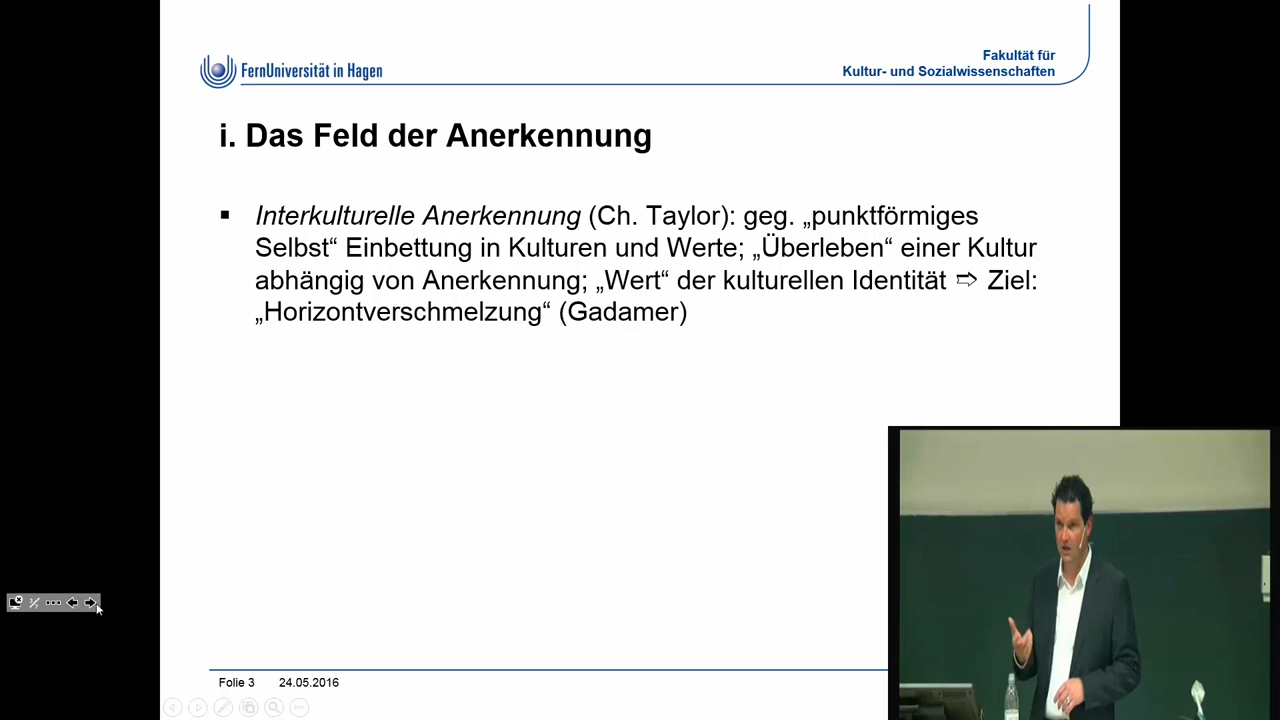 FernUniversität in Hagen
Fakultät für
Kultur- und Sozialwissenschaften
i. Das Feld der Anerkennung
▪ Interkulturelle Anerkennung (Ch. Taylor): geg. „punktförmiges
Selbst“ Einbettung in Kulturen und Werte; „Überleben“ einer Kultur
abhängig von Anerkennung; „Wert“ der kulturellen Identität ⇨ Ziel:
„Horizontverschmelzung“ (Gadamer)
Folie 3 24.05.2016